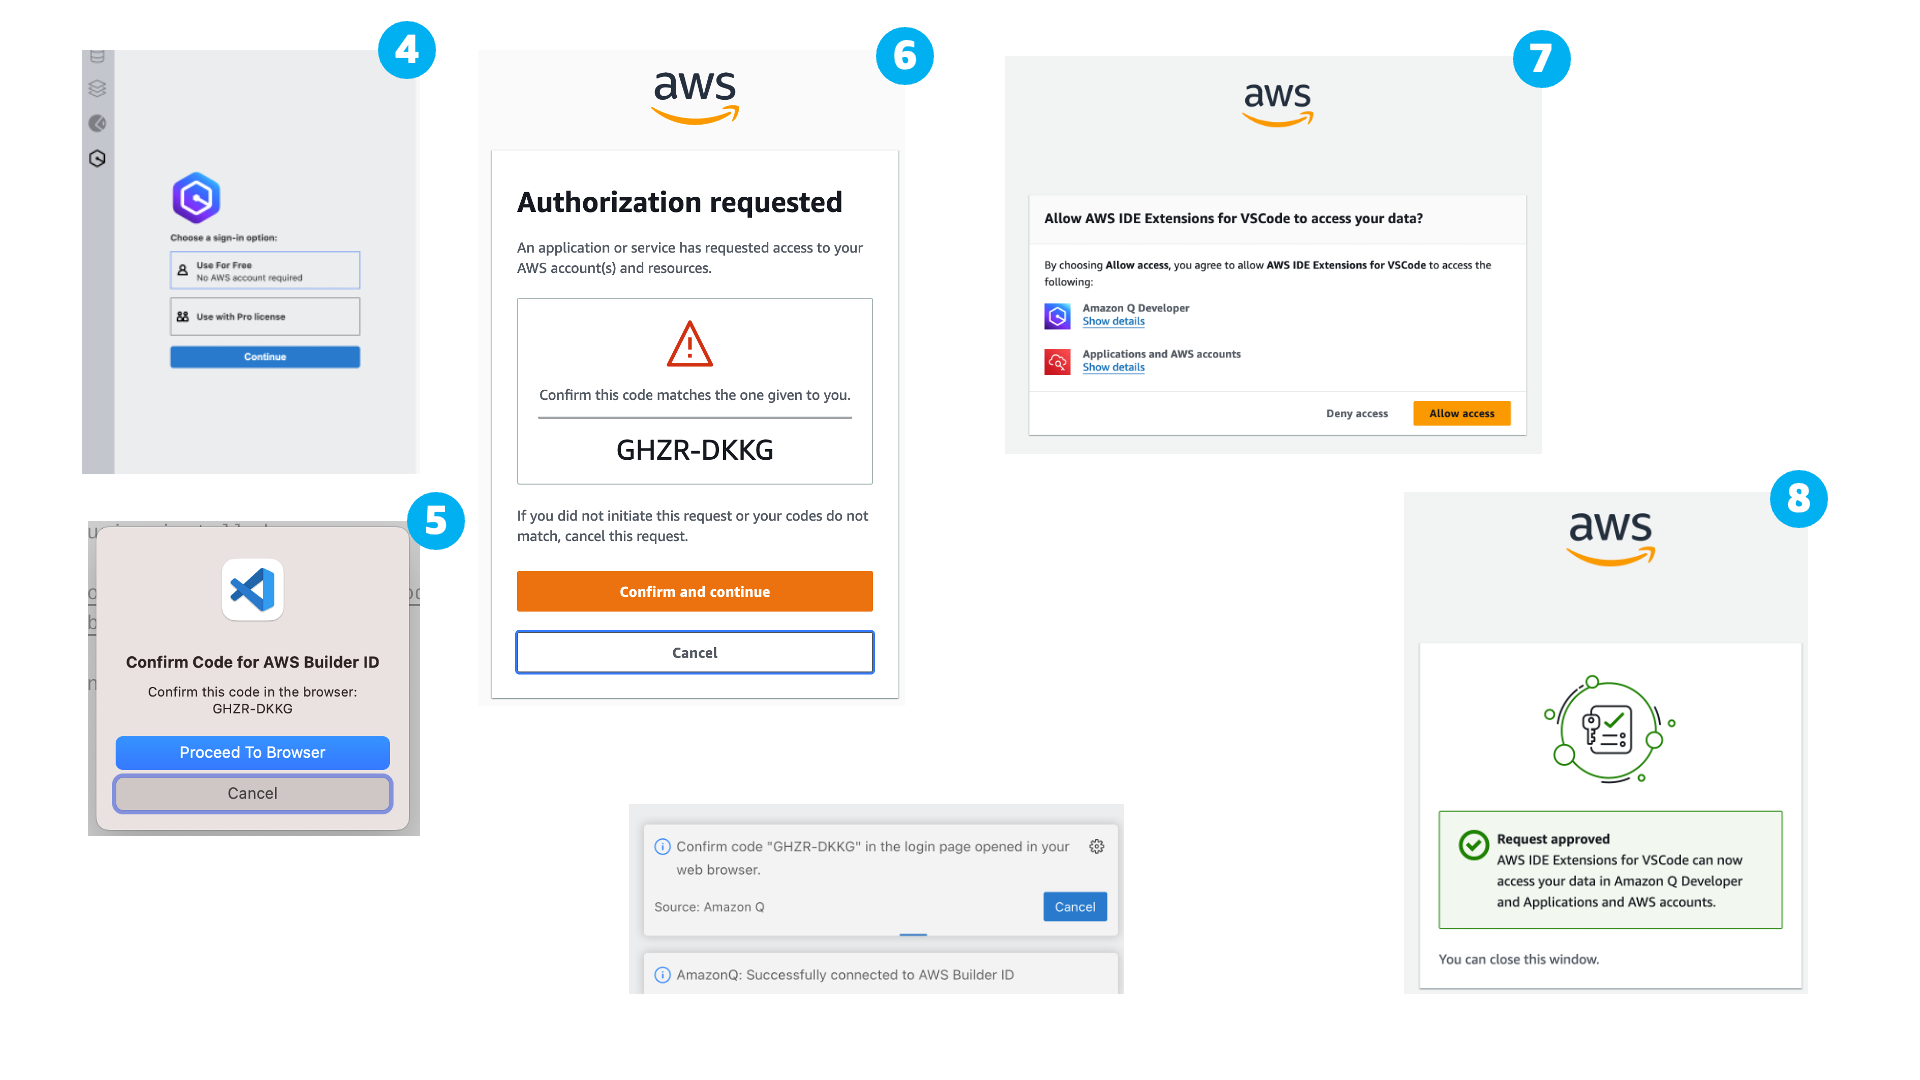 4
Choose a sign-in option:
Use For Free
No AWS account required
Use with Pro license
Continue
5
Confirm Code for AWS Builder ID
Confirm this code in the browser:
GHZR-DKKG
Proceed To Browser
Cancel
6
aws
Authorization requested
An application or service has requested access to your
AWS account(s) and resources.
Confirm this code matches the one given to you.
GHZR-DKKG
If you did not initiate this request or your codes do not
match, cancel this request.
Confirm and continue
Cancel
Confirm code "GHZR-DKKG" in the login page opened in your
web browser.
Source: Amazon Q
Cancel
AmazonQ: Successfully connected to AWS Builder ID
7
aws
Allow AWS IDE Extensions for VSCode to access your data?
By choosing Allow access, you agree to allow AWS IDE Extensions for VSCode to access the
following:
Amazon Q Developer
Show details
Applications and AWS accounts
Show details
Deny access
Allow access
8
aws
Request approved
AWS IDE Extensions for VSCode can now
access your data in Amazon Q Developer
and Applications and AWS accounts.
You can close this window.